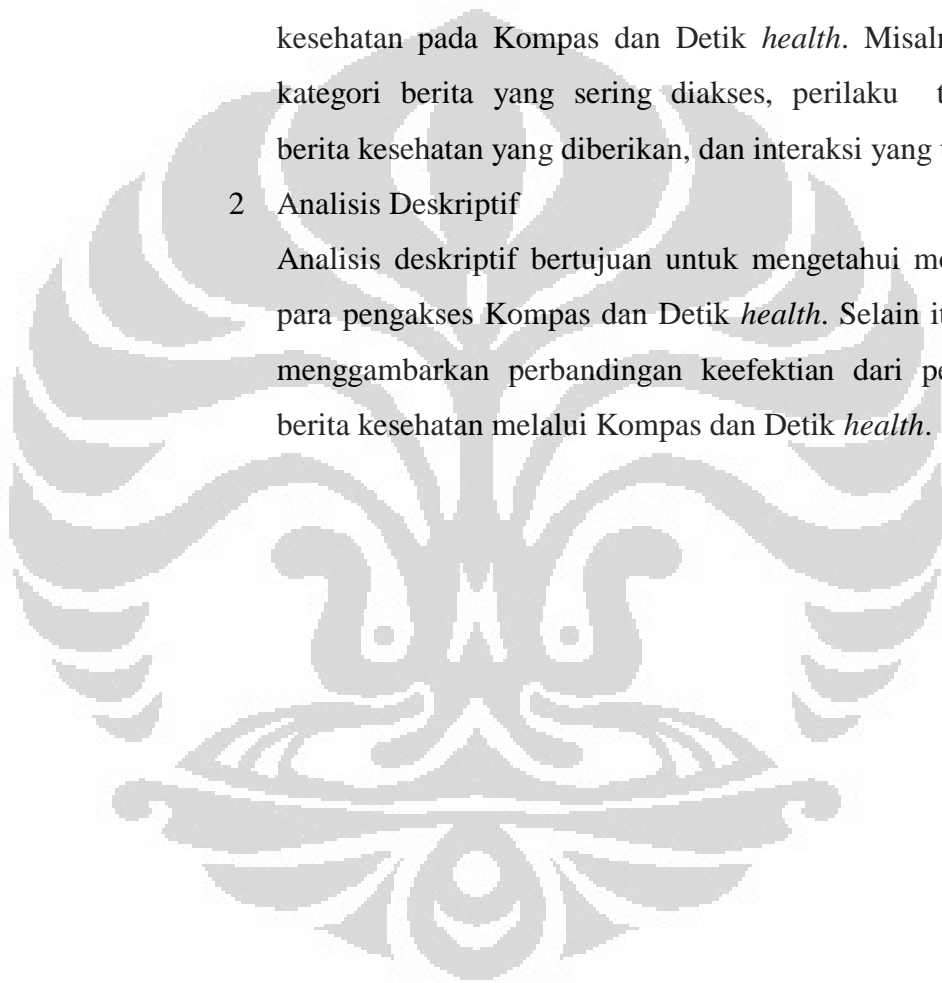 kesehatan pada Kompas dan Detik health.
kategori berita yang sering diakses, perilaku
berita kesehatan yang diberikan, dan interaksi yang
2 Analisis Deskriptif
Analisis deskriptif bertujuan untuk mengetahui
para pengakses Kompas dan Detik health. Selain
menggambarkan perbandingan keefektian dari
berita kesehatan melalui Kompas dan Detik health.